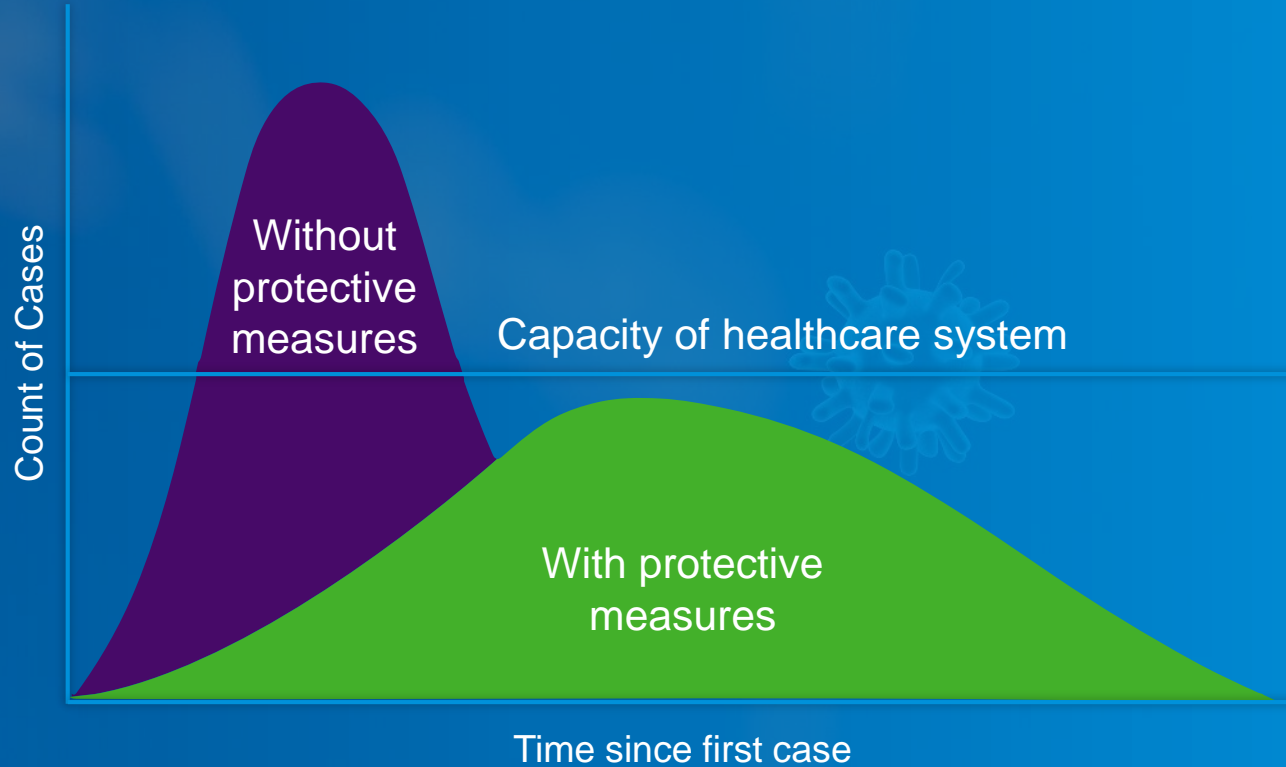 Count of Cases
Without
protective
measures
Capacity of healthcare system
With protective
measures
Time since first case